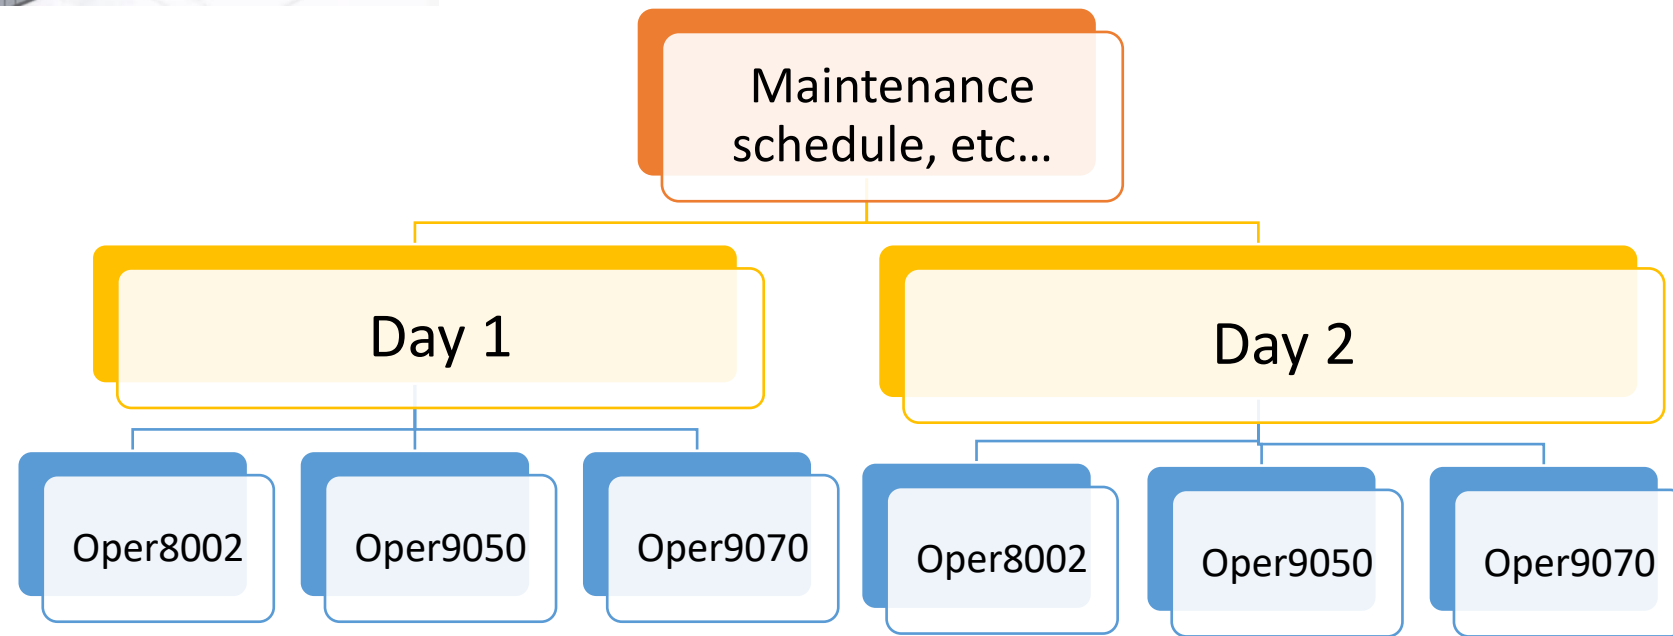 Maintenance
schedule, etc...
Day 1
Day 2
Oper8002
Oper9050
Oper9070
Oper8002
Oper9050
Oper9070